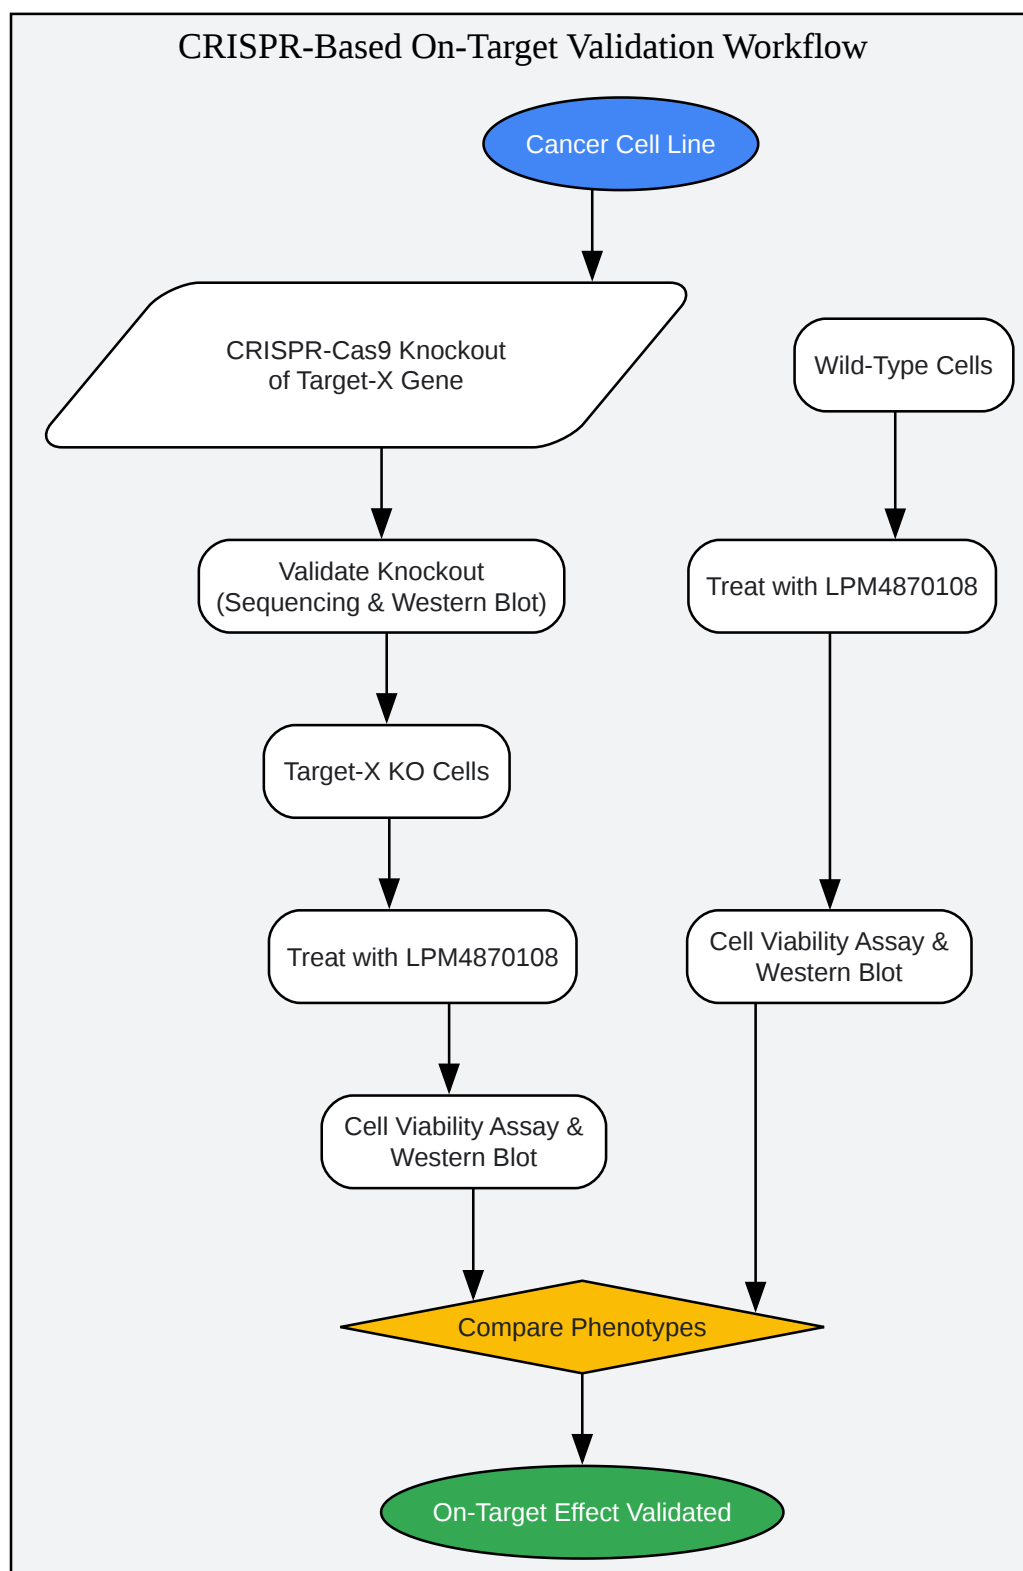 CRISPR-Based On-Target Validation Workflow
Cancer Cell Line
CRISPR-Cas9 Knockout
of Target-X Gene
Wild-Type Cells
Validate Knockout
(Sequencing & Western Blot)
Treat with LPM4870108
Target-X KO Cells
Treat with LPM4870108
Cell Viability Assay &
Western Blot
Cell Viability Assay &
Western Blot
Compare Phenotypes
On-Target Effect Validated